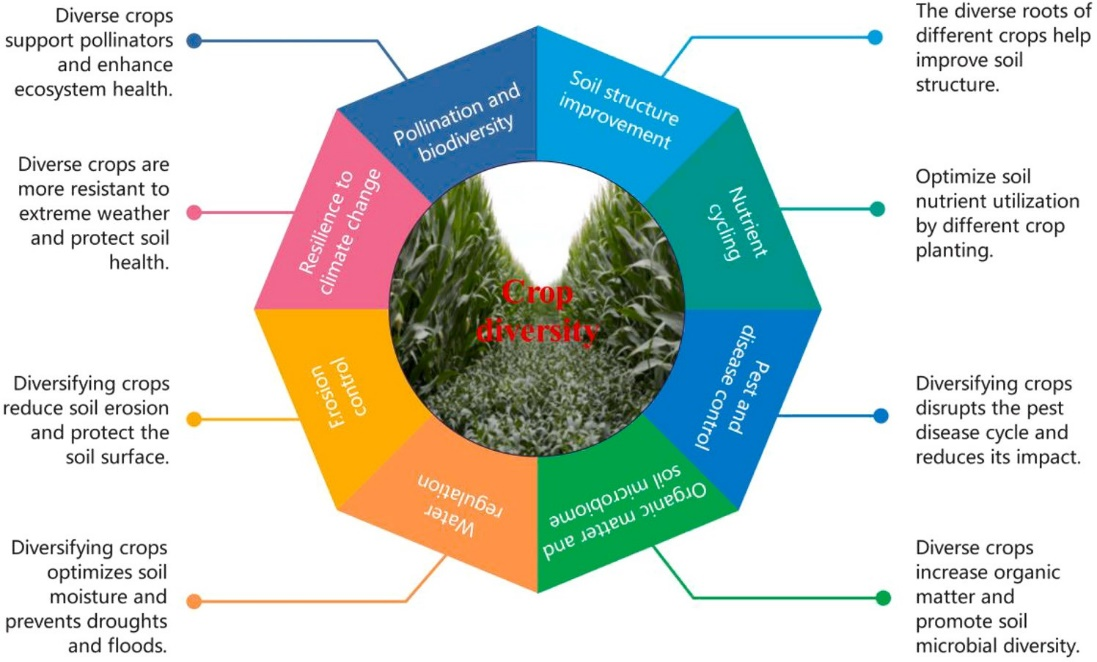 Diverse crops
support pollinators
and enhance
ecosystem health.
The diverse roots of
different crops help
improve soil
structure.
Pollination and
biodiversity
Soil structure
improvement
Diverse crops are
more resistant to
extreme weather
and protect soil
health.
Resilience to
climate change
Nutrient
cycling
Optimize soil
nutrient utilization
by different crop
planting.
Crop
diversity
Diversifying crops
reduce soil erosion
and protect the
soil surface.
Erosion
control
Pest and
disease control
Diversifying crops
disrupts the pest
disease cycle and
reduces its impact.
Water
regulation
Organic matter and
soil microbiome
Diversifying crops
optimizes soil
moisture and
prevents droughts
and floods.
Diverse crops
increase organic
matter and
promote soil
microbial diversity.